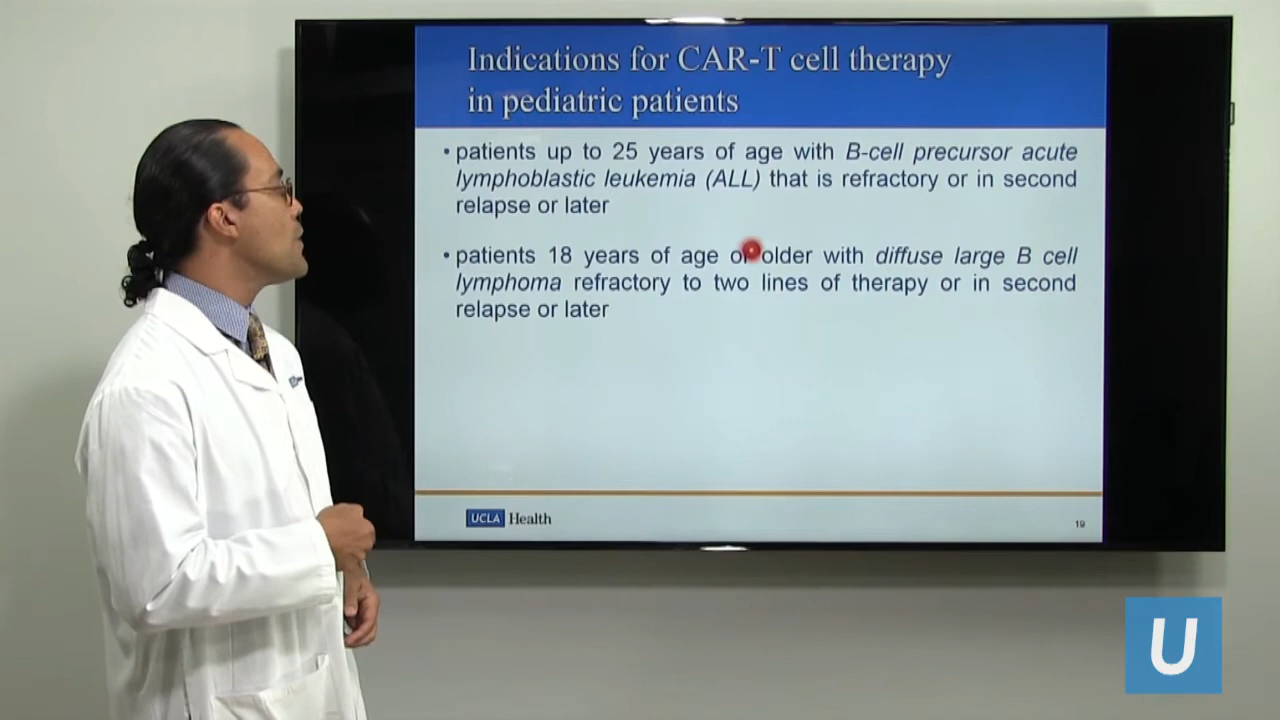 Indications for CAR-T cell therapy
in pediatric patients
• patients up to 25 years of age with B-cell precursor acute
lymphoblastic leukemia (ALL) that is refractory or in second
relapse or later
• patients 18 years of age or older with diffuse large B cell
lymphoma refractory to two lines of therapy or in second
relapse or later
UCLA Health
19
U